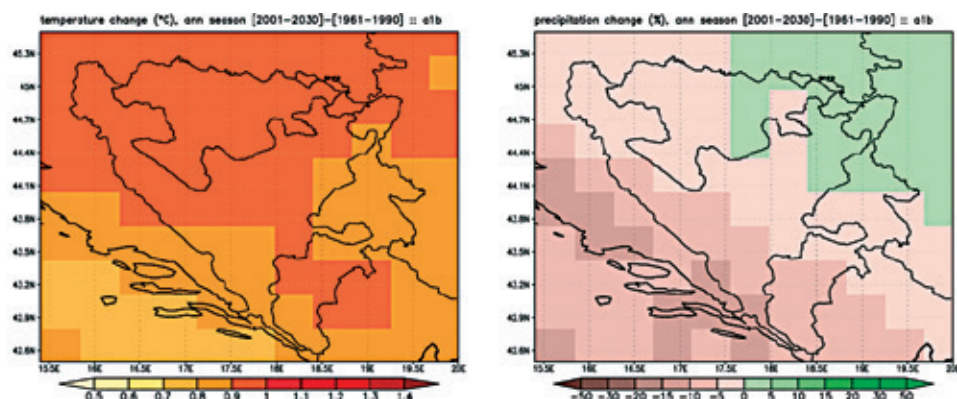 temperature change (°C), ann season [2001-2030]-[1961-1990] :: a1b
45.3N
45N
44.7N
44.4N
44.1N
43.8N
43.5N
43.2N
42.9N
42.6N
15.5E 16E 16.5E 17E 17.5E 18E 18.5E 19E 19.5E 20E
0.5 0.6 0.7 0.8 0.9 1 1.1 1.2 1.3 1.4
precipitation change (%), ann season [2001-2030]-[1961-1990] :: a1b
45.3N
45N
44.7N
44.4N
44.1N
43.8N
43.5N
43.2N
42.9N
42.6N
15.5E 16E 16.5E 17E 17.5E 18E 18.5E 19E 19.5E 20E
-50 -30 -20 -15 -10 -5 0 5 10 15 20 30 50